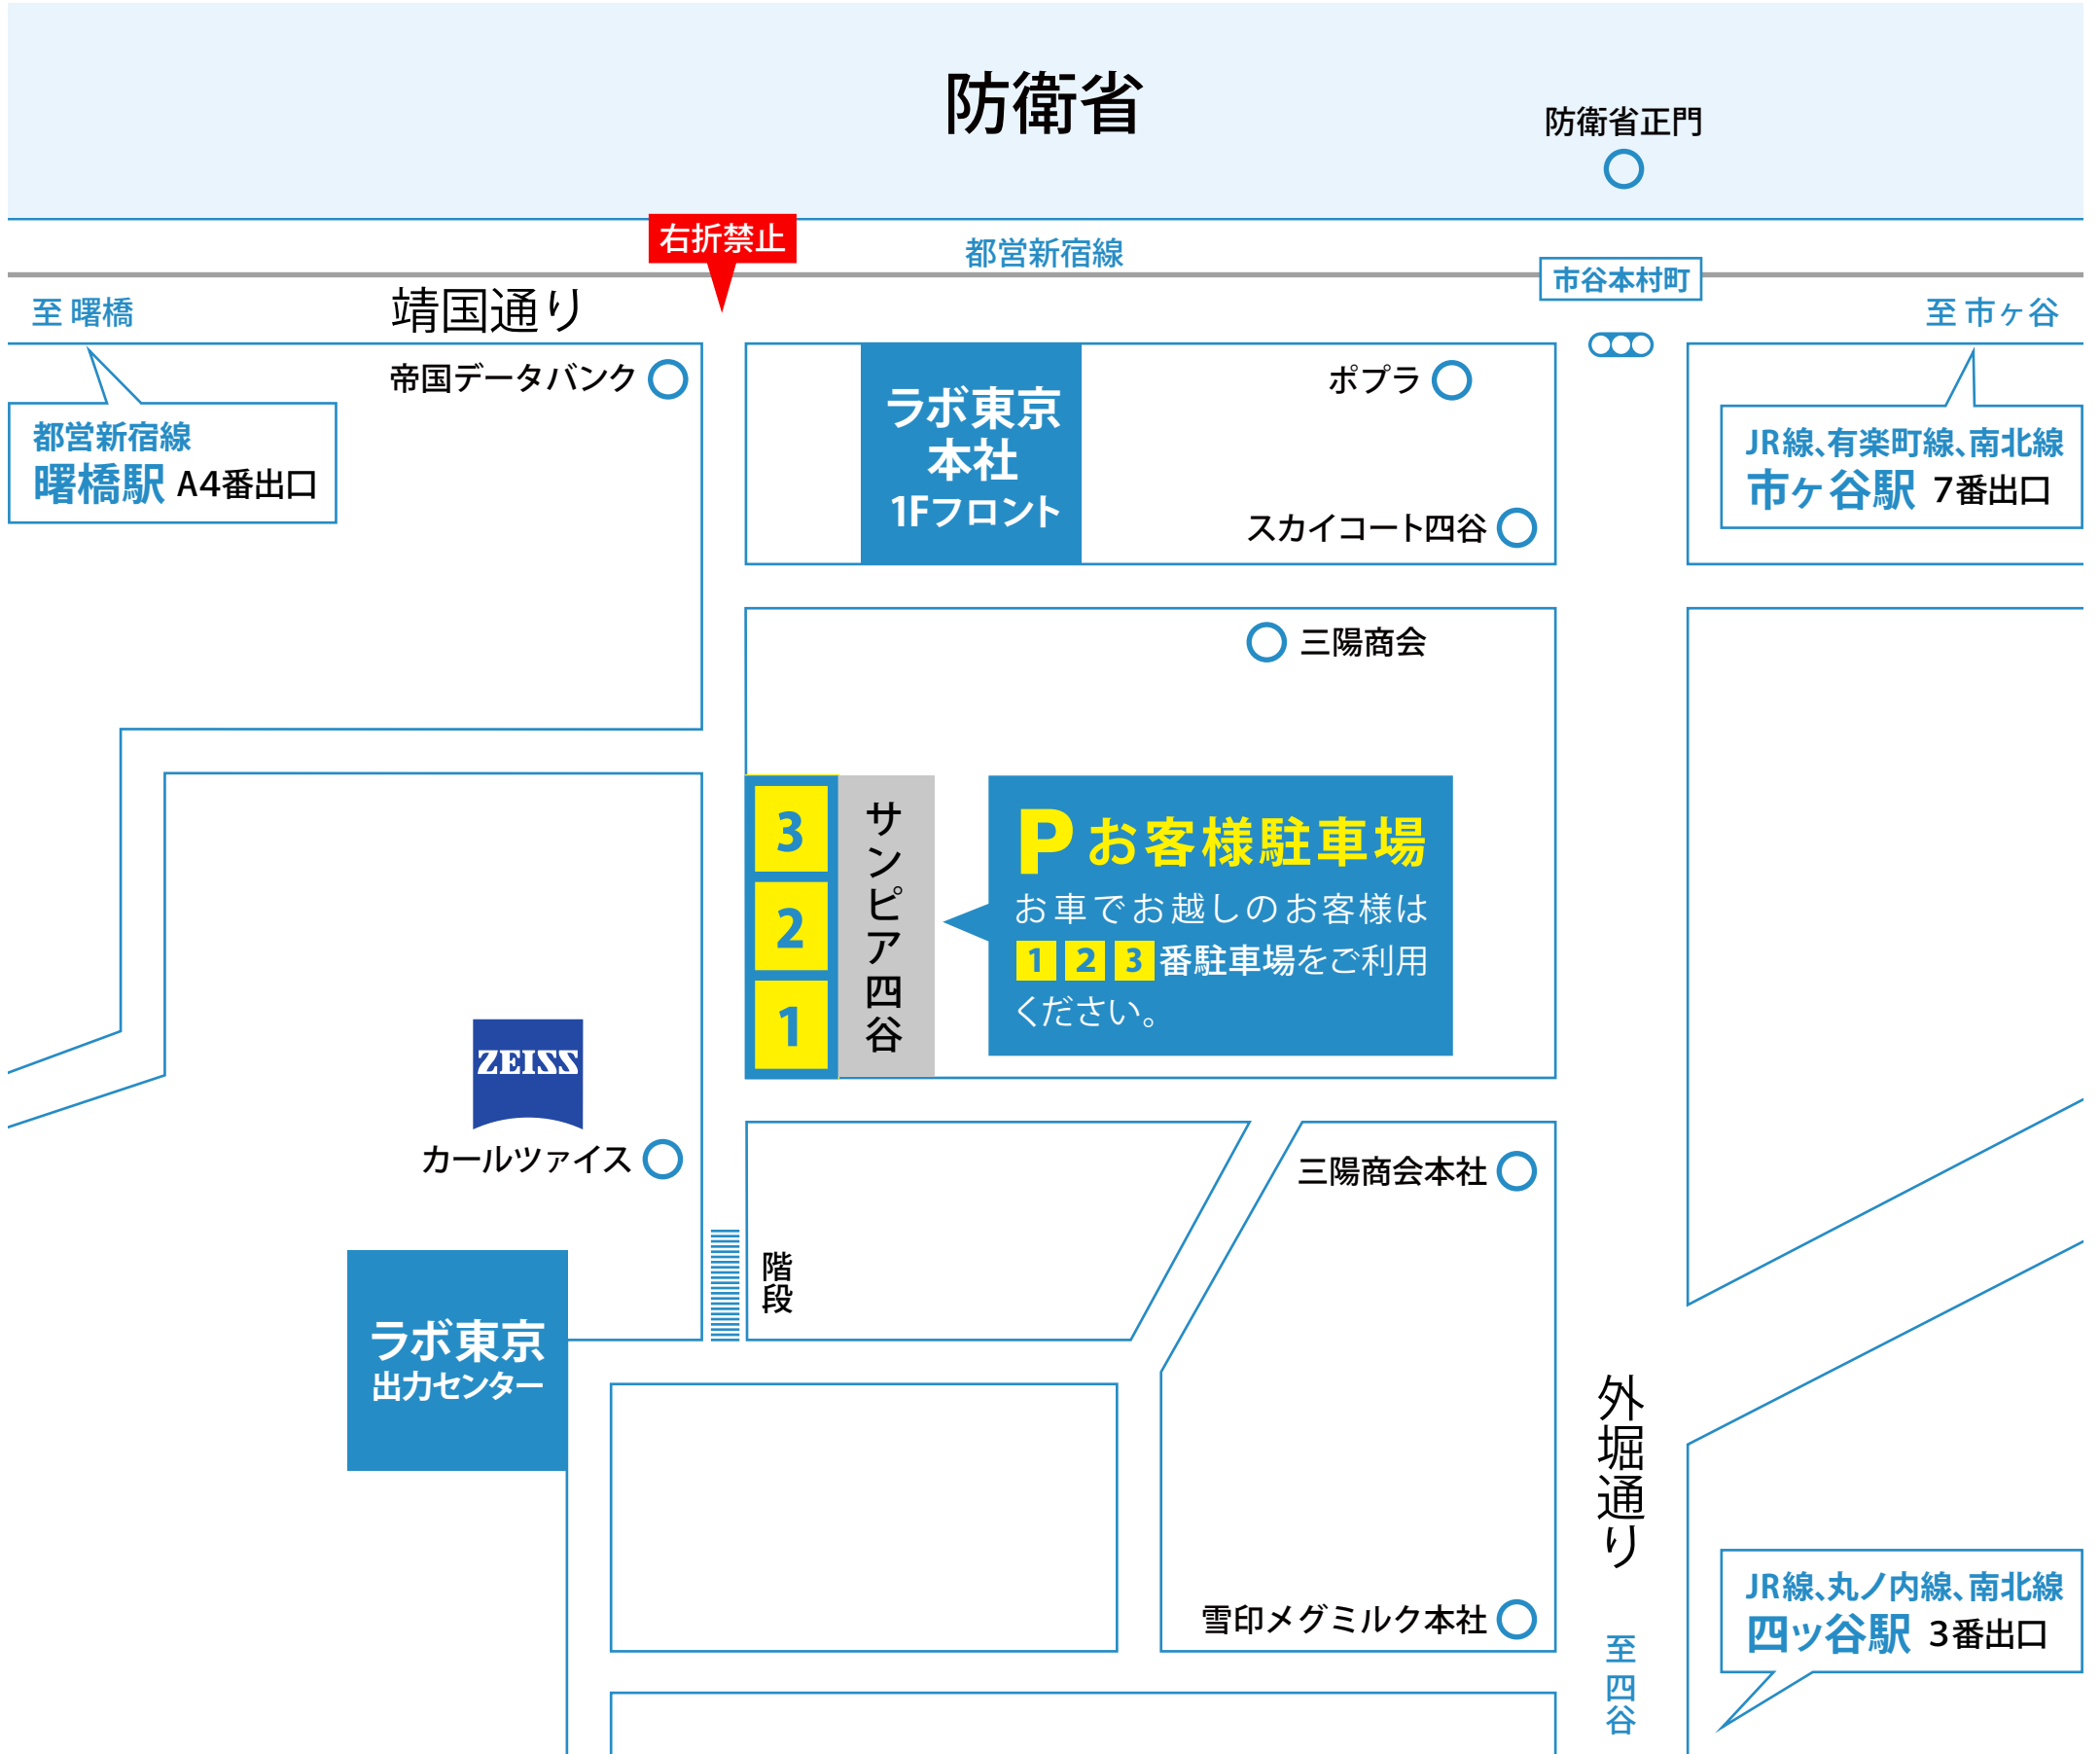 防衛省
防衛省正門
右折禁止
都営新宿線
市谷本村町
至 曙橋
靖国通り
至 市ヶ谷
帝国データバンク
ポプラ
ラボ東京
本社
1Fフロント
都営新宿線
曙橋駅 A4番出口
JR線、有楽町線、南北線
市ヶ谷駅 7番出口
スカイコート四谷
三陽商会
3
2
1
サンピア四谷
P お客様駐車場
お車でお越しのお客様は
1 2 3 番駐車場をご利用
ください。
ZEISS
カールツァイス
三陽商会本社
階段
ラボ東京
出力センター
外堀通り
雪印メグミルク本社
至 四谷
JR線、丸ノ内線、南北線
四ッ谷駅 3番出口